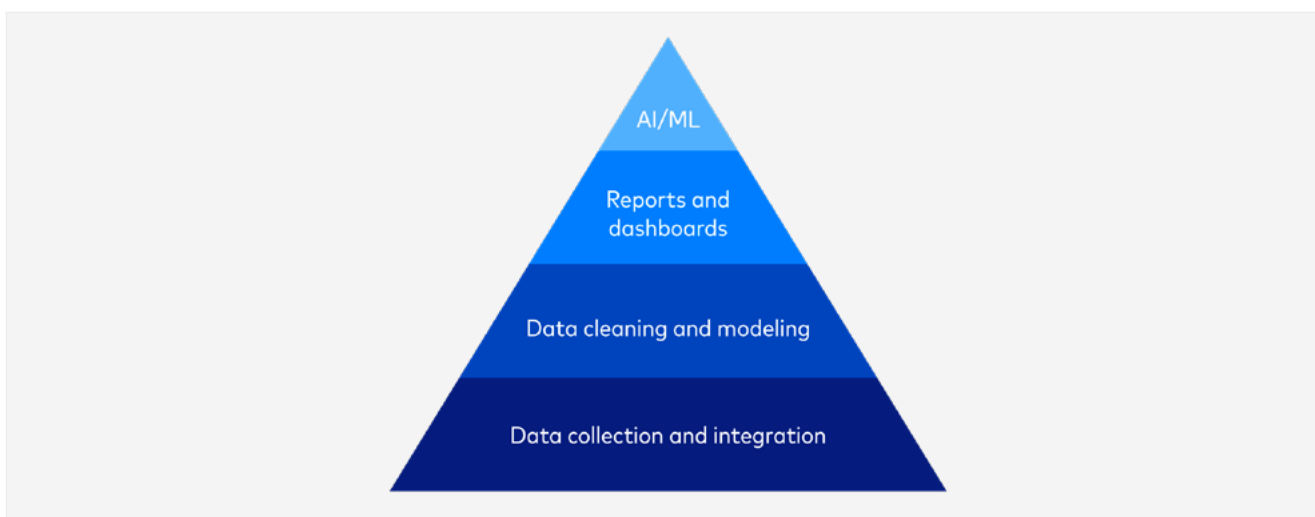 AI/ML
Reports and
dashboards
Data cleaning and modeling
Data collection and integration